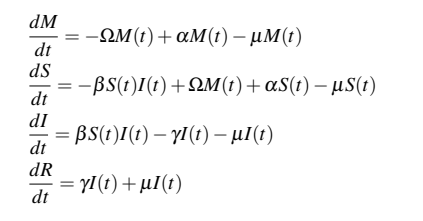 dM/dt = −ΩM(t) + αM(t) − μM(t)
dS/dt = −βS(t)I(t) + ΩM(t) + αS(t) − μS(t)
dI/dt = βS(t)I(t) − γI(t) − μI(t)
dR/dt = γI(t) + μI(t)